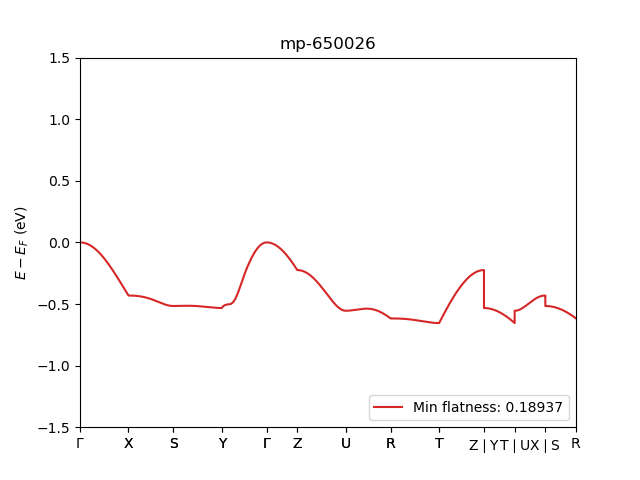 mp-650026
1.5
1.0
0.5
0.0
−0.5
−1.0
−1.5
E − E_F (eV)
Min flatness: 0.18937
Γ X S Y Γ Z U R T Z | Y T | U X | S R